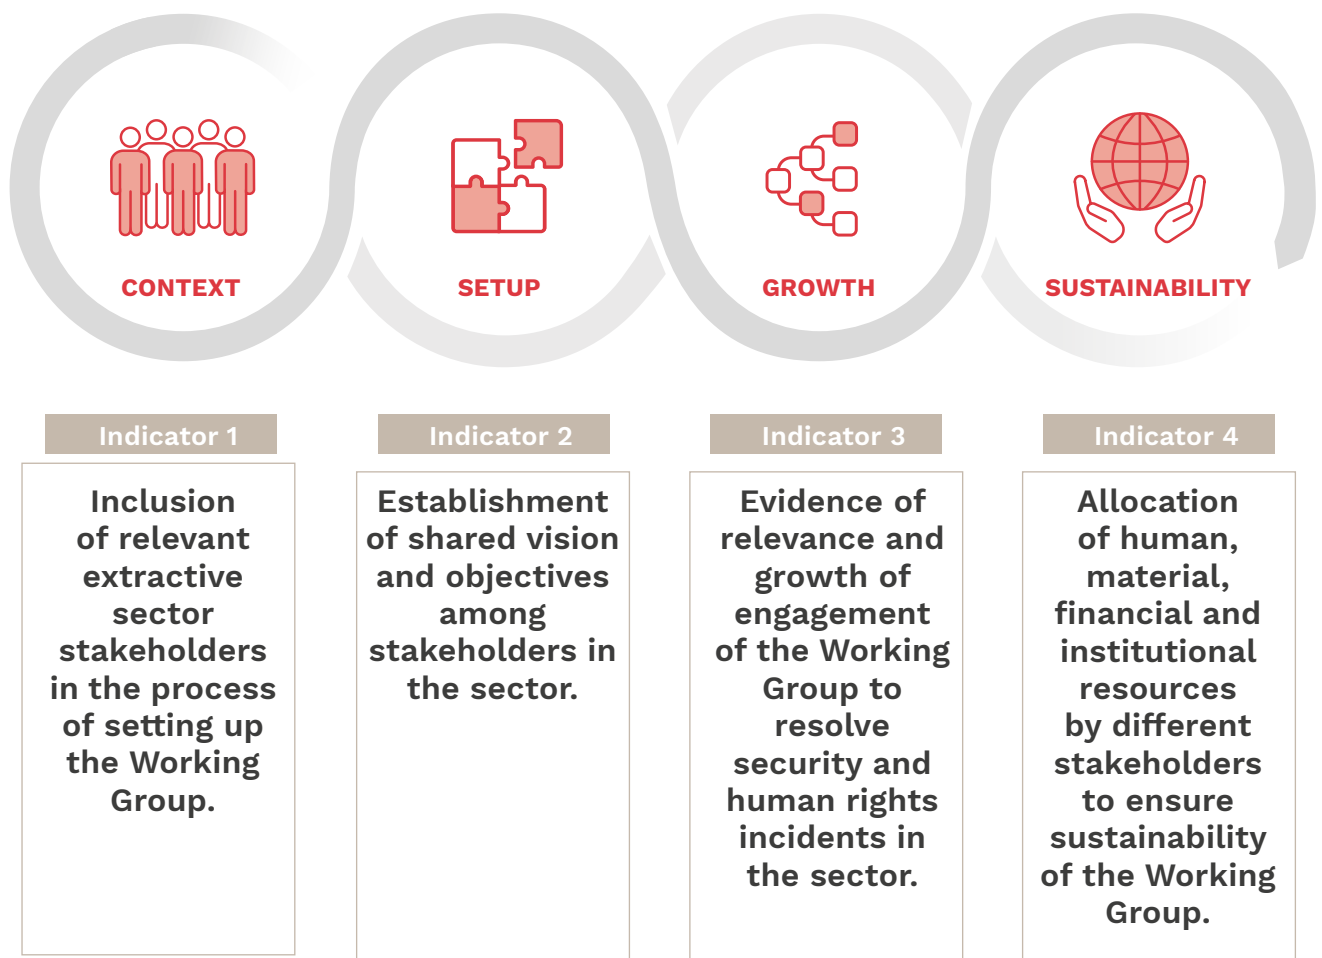 CONTEXT
SETUP
GROWTH
SUSTAINABILITY
Indicator 1
Inclusion
of relevant
extractive
sector
stakeholders
in the process
of setting up
the Working
Group.
Indicator 2
Establishment
of shared vision
and objectives
among
stakeholders in
the sector.
Indicator 3
Evidence of
relevance and
growth of
engagement
of the Working
Group to
resolve
security and
human rights
incidents in
the sector.
Indicator 4
Allocation
of human,
material,
financial and
institutional
resources
by different
stakeholders
to ensure
sustainability
of the Working
Group.